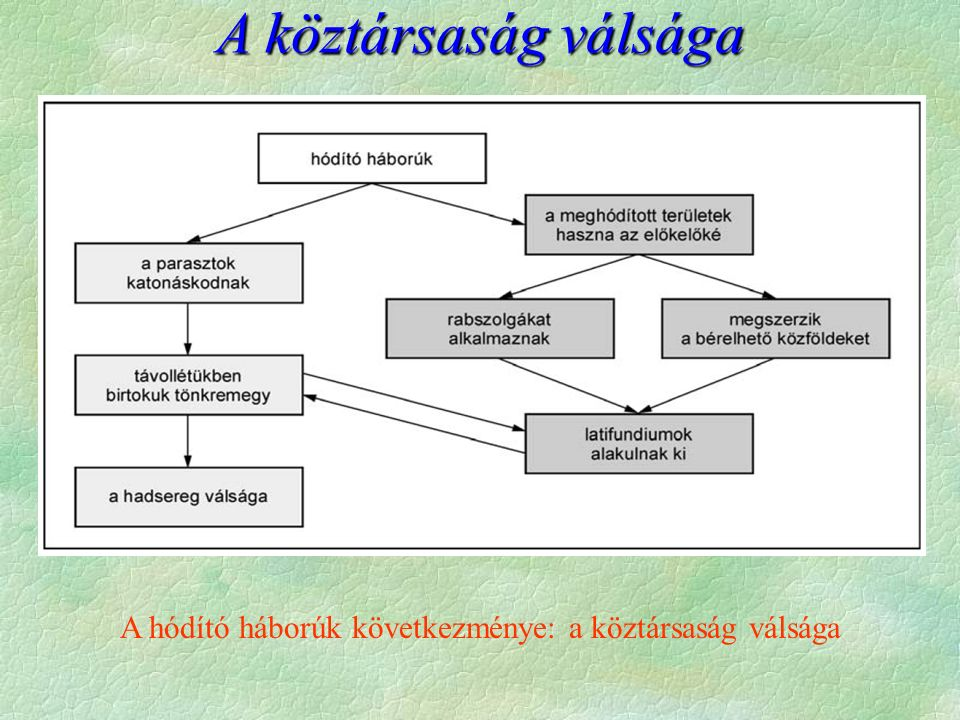 A köztársaság válsága
hódító háborúk
a meghódított területek
haszna az előkelőké
a parasztok
katonáskodnak
rabszolgákat
alkalmaznak
megszerzik
a bérelhető közföldeket
távollétükben
birtokuk tönkremegy
latifundiumok
alakulnak ki
a hadsereg válsága
A hódító háborúk következménye: a köztársaság válsága